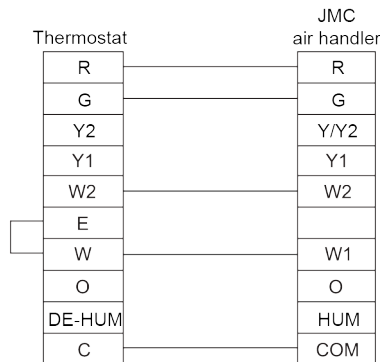 JMC
Thermostat air handler
R R
G G
Y2 Y/Y2
Y1 Y1
W2 W2
E
W W1
O O
DE-HUM HUM
C COM